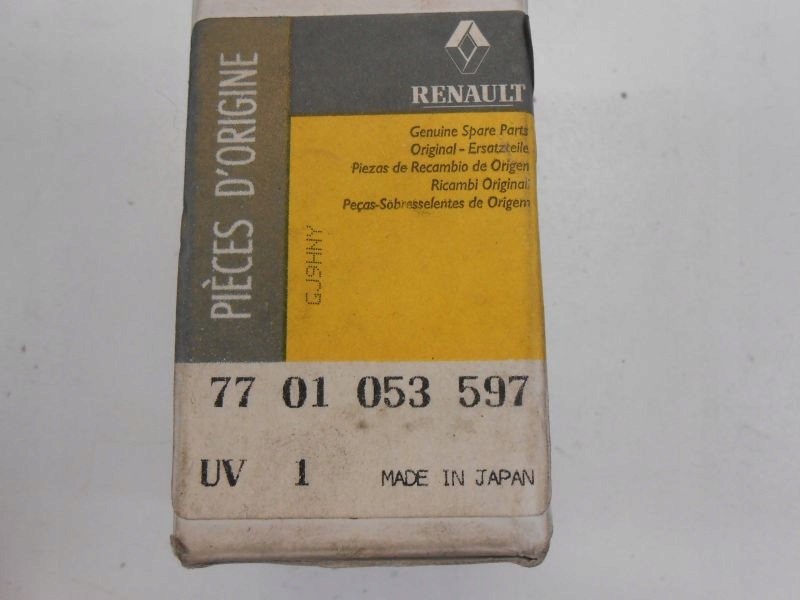 RENAULT
PIÈCES D'ORIGINE
Genuine Spare Parts
Original - Ersatzteile
Piezas de Recambio de Origen
Ricambi Originali
Peças-Sobresselentes de Origem
GJ9HNY
77 01 053 597
UV 1 MADE IN JAPAN